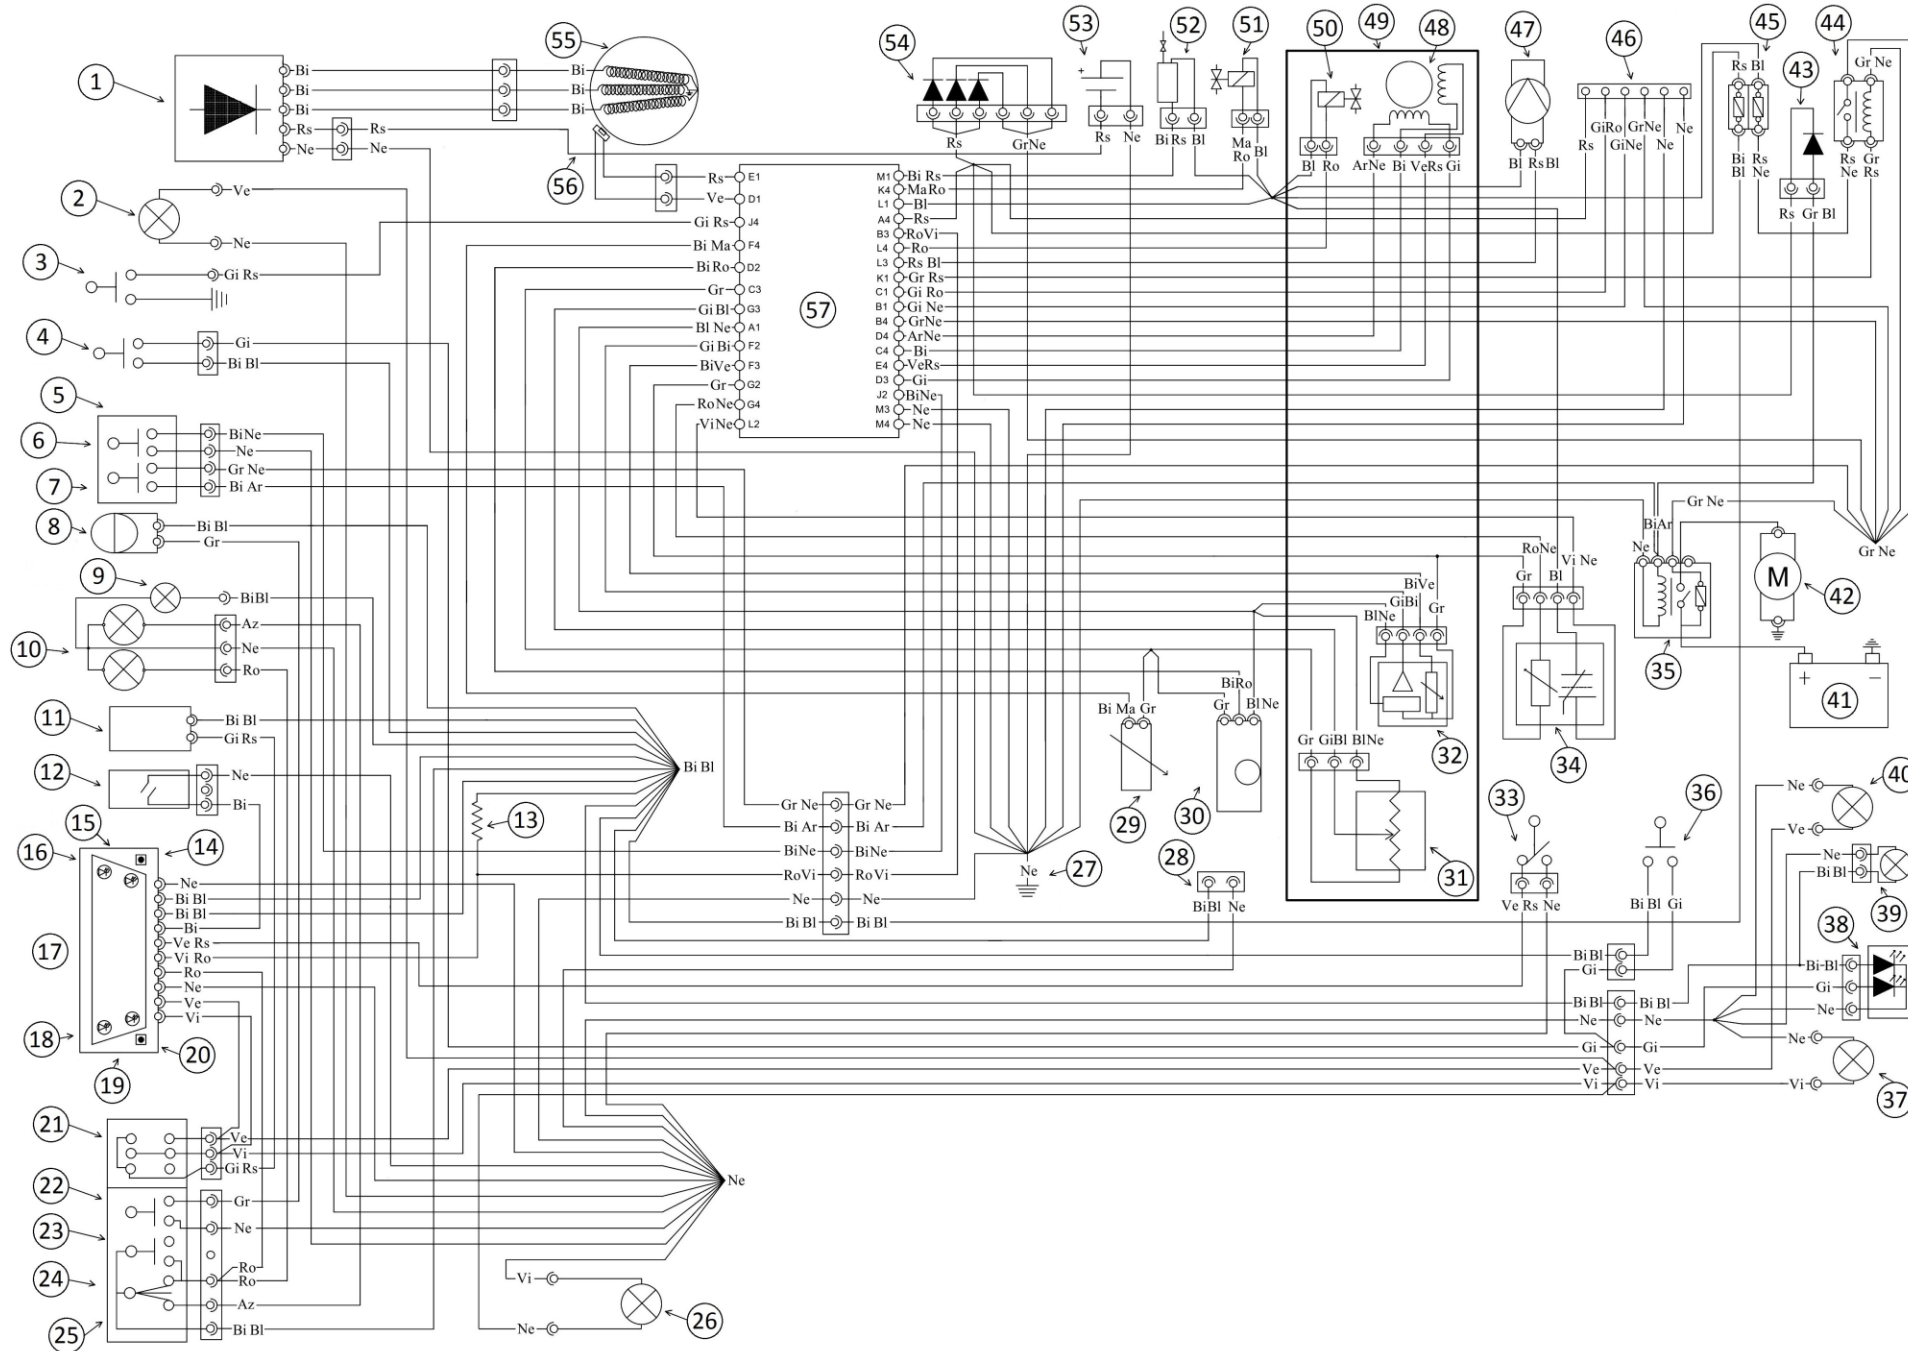 1
Bi
Bi
Bi
Rs
Ne
Rs
Ne
Bi
Bi
Bi
55
56
54
Rs
GrNe
53
+
Rs
Ne
52
Bi Rs
Bl
51
Ma
Ro
Bl
50
Bl
Ro
49
48
ArNe
Bi
VeRs
Gi
47
Bl
Rs Bl
46
Rs
GiRo
GiNe
GrNe
Ne
Ne
45
Rs
Bl
Bi
Bl
Rs
Ne
43
Rs
Gr Bl
44
Gr Ne
Rs
Ne
Gr
Rs
2
Ve
Ne
3
Gi Rs
4
Gi
Bi Bl
5
6
7
BiNe
Ne
Gr Ne
Bi Ar
8
Bi Bl
Gr
9
BiBl
10
Az
Ne
Ro
11
Bi Bl
Gi Rs
12
Ne
Bi
57
Rs E1
Ve D1
Gi Rs J4
Bi Ma F4
Bi Ro D2
Gr C3
Gi Bl G3
Bl Ne A1
Gi Bi F2
BiVe F3
Gr G2
Ro Ne G4
ViNe L2
M1 Bi Rs
K4 MaRo
L1 Bl
A4 Rs
B3 RoVi
L4 Ro
L3 Rs Bl
K1 Gr Rs
C1 Gi Ro
B1 Gi Ne
B4 GrNe
D4 ArNe
C4 Bi
E4 VeRs
D3 Gi
J2 BiNe
M3 Ne
M4 Ne
13
Bi Bl
Gr Ne Gr Ne
Bi Ar Bi Ar
BiNe BiNe
RoVi RoVi
Ne Ne
Bi Bl Bi Bl
Ne
27
28
BiBl
Ne
29
Bi Ma
Gr
30
Gr
BiRo
BlNe
31
Gr
GiBl
BlNe
32
BlNe
GiBi
BiVe
Gr
33
Ve Rs
Ne
34
Gr
RoNe
Bl
Vi Ne
35
Ne
BiAr
Gr Ne
Gr Ne
M
42
+
−
41
36
Bi Bl
Gi
40
Ne
Ve
39
Ne
Bi Bl
38
Bi-Bl
Gi
Ne
37
Ne
Vi
Bi Bl
Gi
Bi Bl Bi Bl
Ne Ne
Gi Gi
Ve Ve
Vi Vi
14
15
16
17
18
19
20
Ne
Bi Bl
Bi Bl
Bi
Ve Rs
Vi Ro
Ro
Ne
Ve
Vi
21
Ve
Vi
Gi Rs
22
23
24
25
Gr
Ne
Ro
Ro
Az
Bi Bl
Ne
26
Vi
Ne